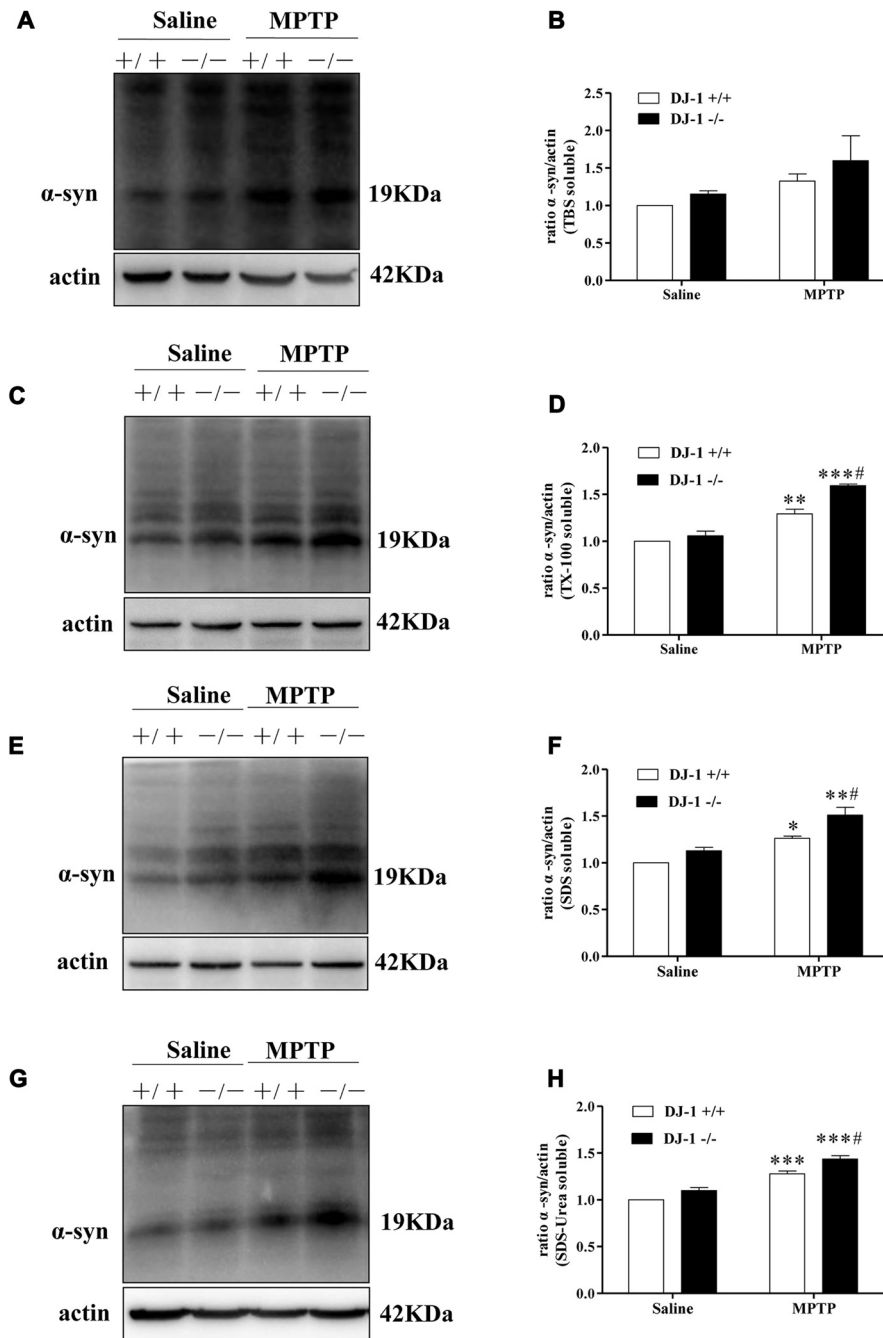 A
Saline MPTP
+/+ −/− +/+ −/−
α-syn 19KDa
actin 42KDa
B
DJ-1 +/+
DJ-1 -/-
ratio α -syn/actin
(TBS soluble)
2.5
2.0
1.5
1.0
0.5
0.0
Saline MPTP
C
Saline MPTP
+/+ −/− +/+ −/−
α-syn 19KDa
actin 42KDa
D
DJ-1 +/+
DJ-1 -/-
ratio α -syn/actin
(TX-100 soluble)
2.0
1.5
1.0
0.5
0.0
** ***#
Saline MPTP
E
Saline MPTP
+/+ −/− +/+ −/−
α-syn 19KDa
actin 42KDa
F
DJ-1 +/+
DJ-1 -/-
ratio α -syn/actin
(SDS soluble)
2.0
1.5
1.0
0.5
0.0
* **#
Saline MPTP
G
Saline MPTP
+/+ −/− +/+ −/−
α-syn 19KDa
actin 42KDa
H
DJ-1 +/+
DJ-1 -/-
ratio α -syn/actin
(SDS-Urea soluble)
2.0
1.5
1.0
0.5
0.0
*** ***#
Saline MPTP